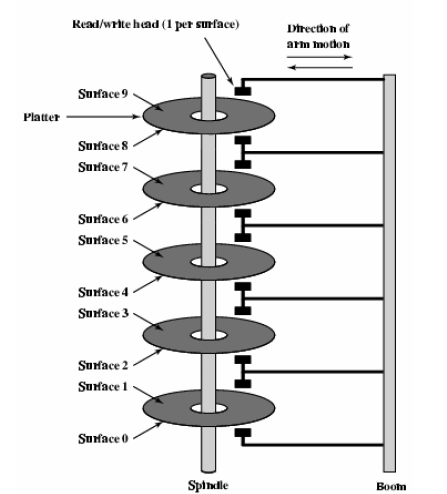 Read/write head (1 per surface)
Direction of
arm motion
Surface 9
Platter
Surface 8
Surface 7
Surface 6
Surface 5
Surface 4
Surface 3
Surface 2
Surface 1
Surface 0
Spindle
Boom